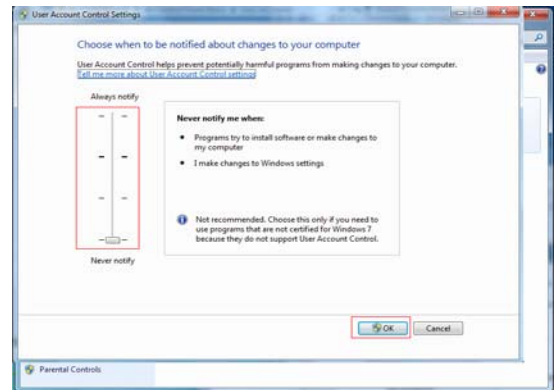 User Account Control Settings
Choose when to be notified about changes to your computer
User Account Control helps prevent potentially harmful programs from making changes to your computer.
Tell me more about User Account Control settings
Always notify
Never notify me when:
• Programs try to install software or make changes to
my computer
• I make changes to Windows settings
Not recommended. Choose this only if you need to
use programs that are not certified for Windows 7
because they do not support User Account Control.
Never notify
OK
Cancel
Parental Controls